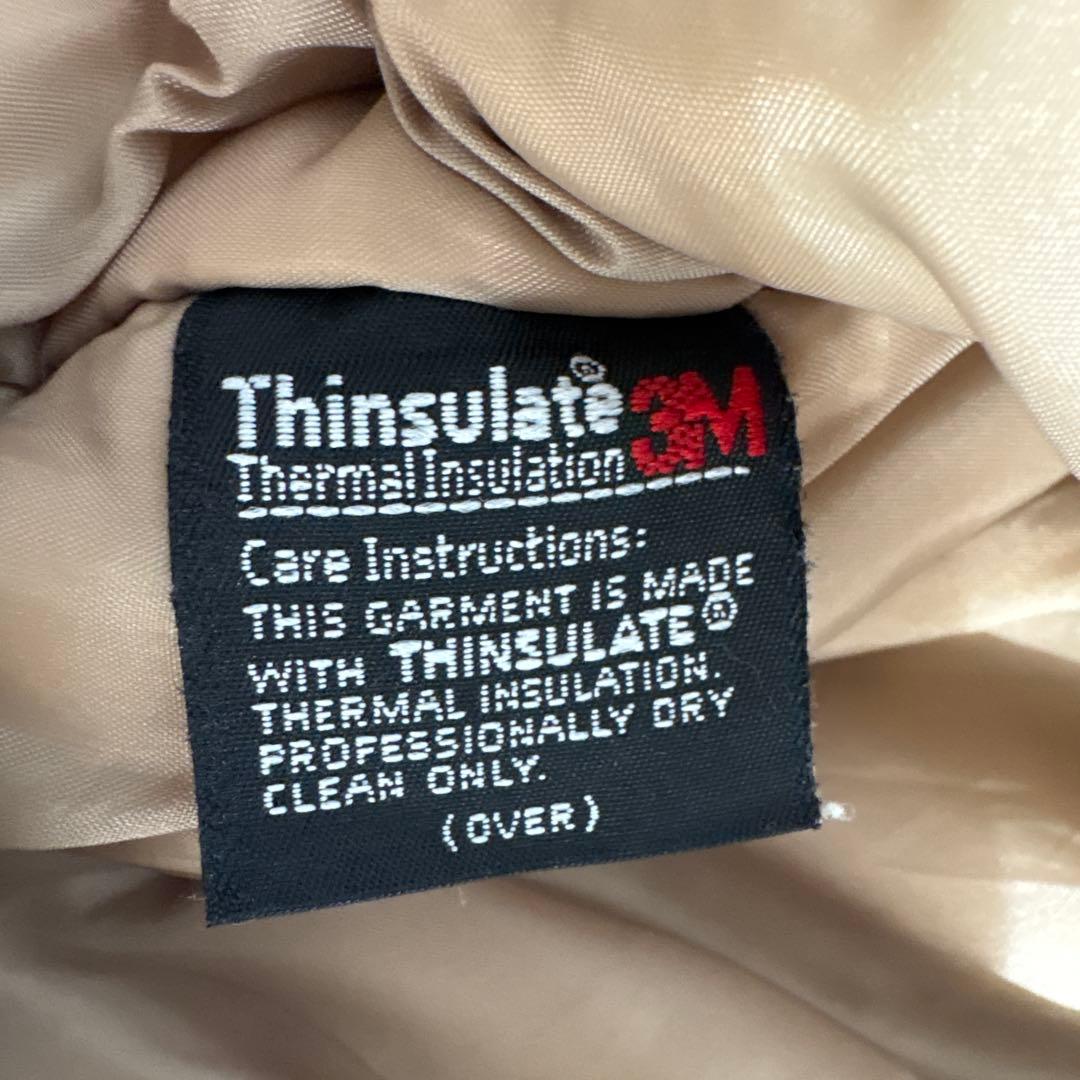 Thinsulate® 3M
Thermal Insulation
Care Instructions:
THIS GARMENT IS MADE
WITH THINSULATE®
THERMAL INSULATION.
PROFESSIONALLY DRY
CLEAN ONLY.
(OVER)